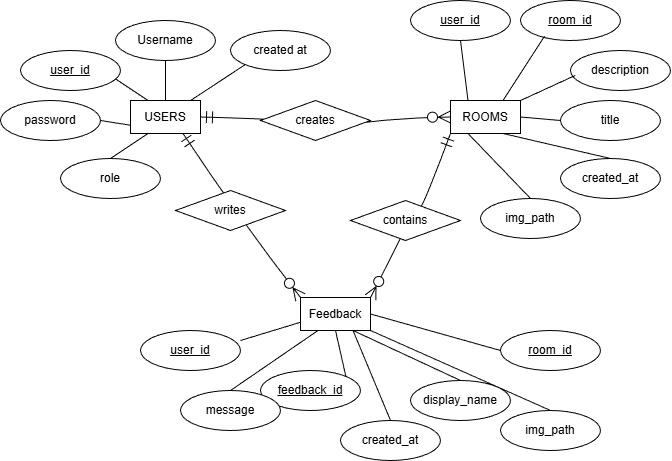 user_id
room_id
Username
created at
user_id
description
USERS
ROOMS
password
creates
title
role
created_at
writes
contains
img_path
Feedback
user_id
room_id
feedback_id
message
display_name
img_path
created_at